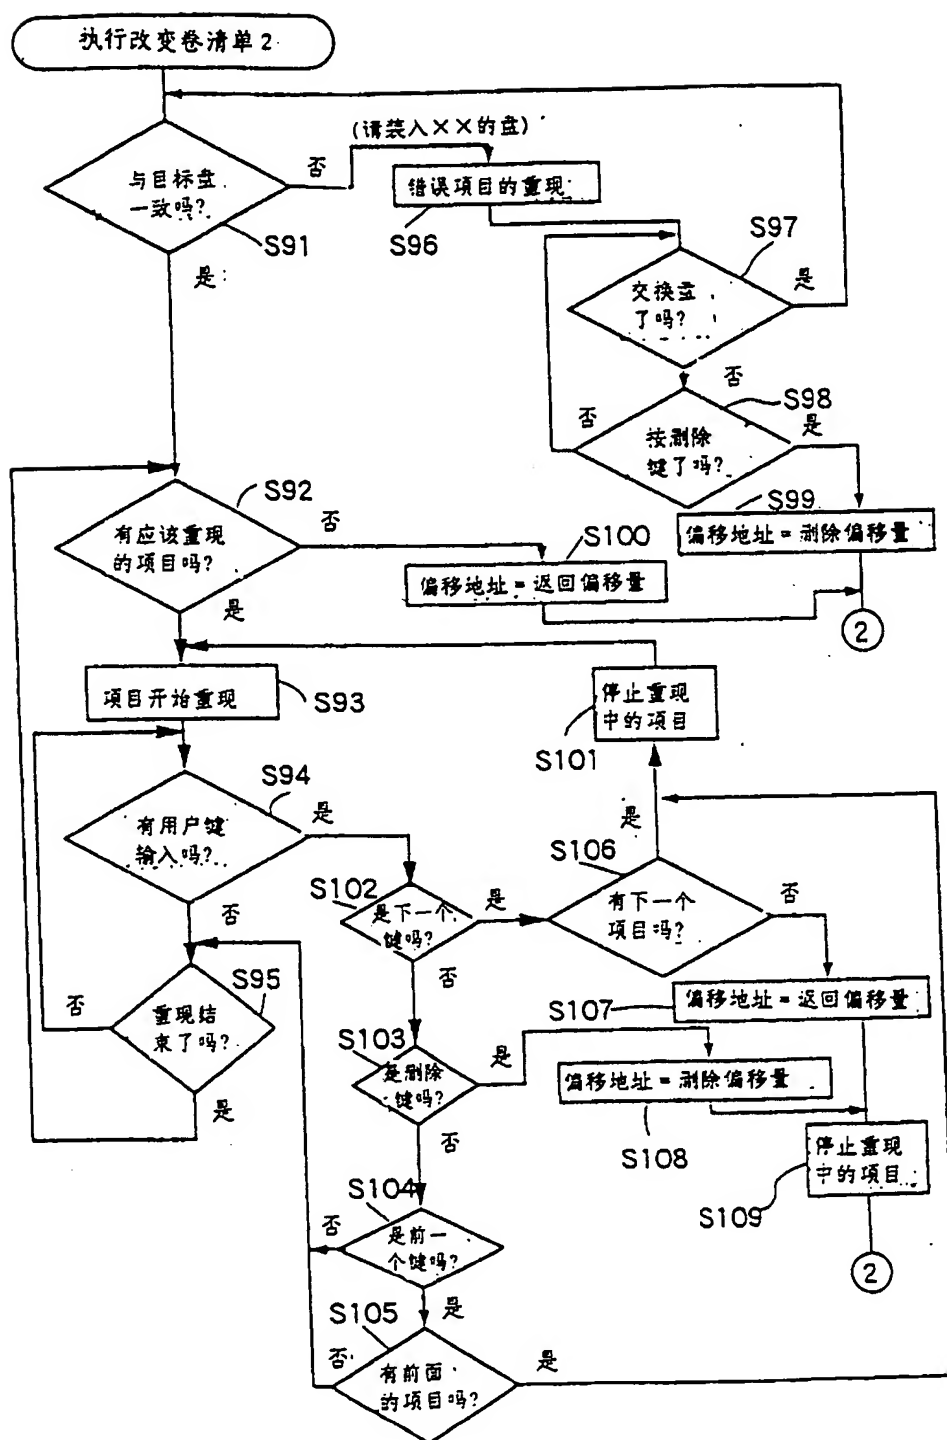 执行改变卷清单2
(请装入××的盘)
与目标盘
一致吗?
否
S91
是
错误项目的重现
S96
S97
交换盘
了吗?
是
否
S98
否
按删除
键了吗?
是
S99
偏移地址=删除偏移量
S92
有应该重现
的项目吗?
否
S100
偏移地址=返回偏移量
是
2
项目开始重现
S93
停止重现
中的项目
S101
S94
有用户键
输入吗?
是
否
是
S106
S102
是下一个
键吗?
是
有下一个
项目吗?
否
否
S95
否
重现结
束了吗?
是
S107
偏移地址=返回偏移量
S103
是删除
键吗?
是
偏移地址=删除偏移量
S108
否
停止重现
中的项目
S109
2
S104
否
是前一
个键吗?
是
S105
否
有前面
的项目吗?
是